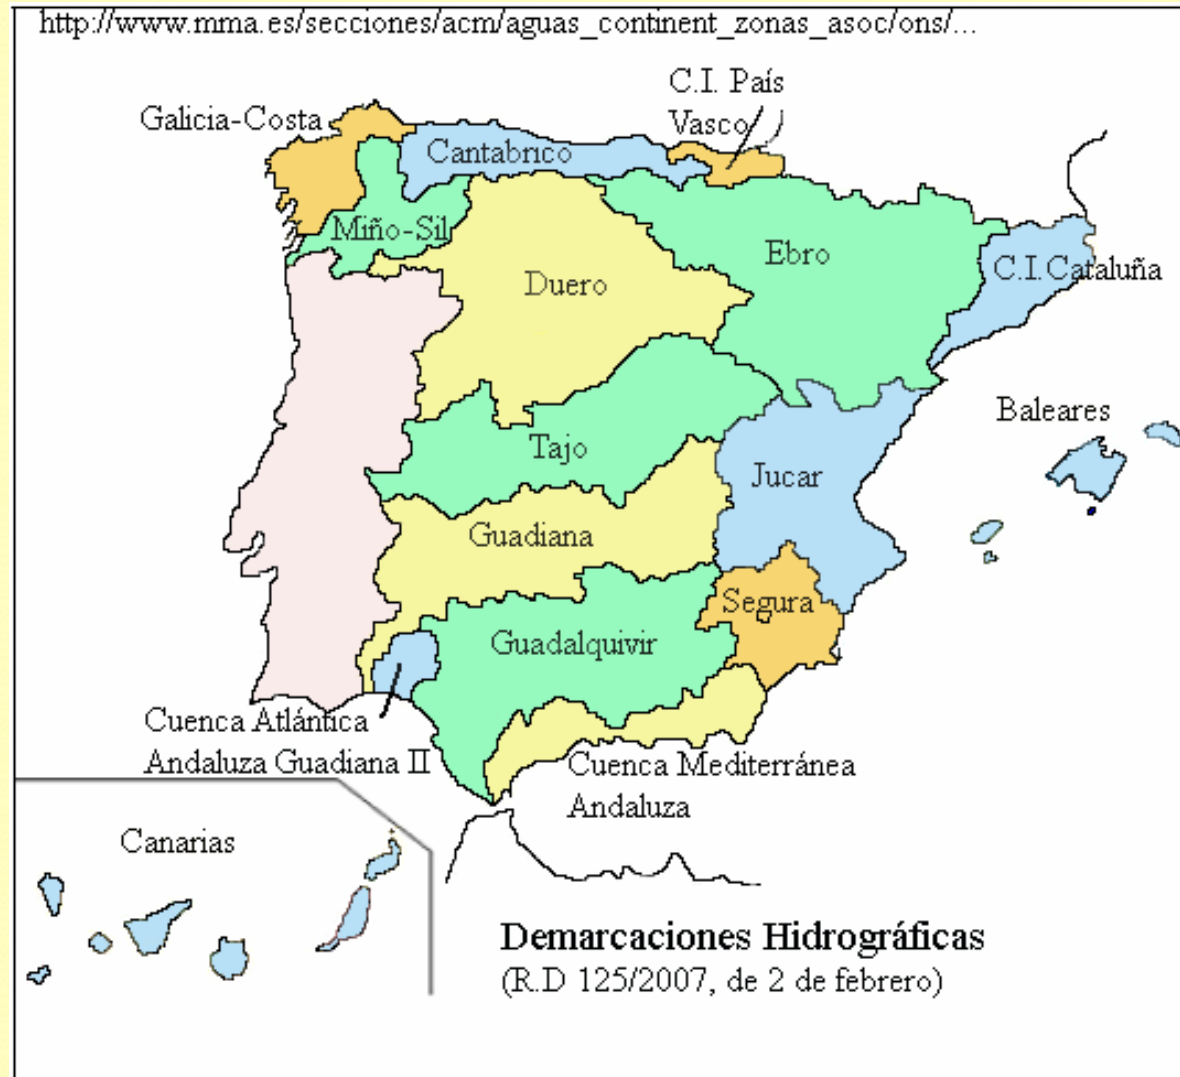 http://www.mma.es/secciones/acm/aguas_continent_zonas_asoc/ons/...
C.I. País
Vasco
Galicia-Costa
Cantabrico
Miño-Sil
Ebro
C.I.Cataluña
Duero
Baleares
Tajo
Jucar
Guadiana
Segura
Guadalquivir
Cuenca Atlántica
Andaluza Guadiana II
Cuenca Mediterránea
Andaluza
Canarias
Demarcaciones Hidrográficas
(R.D 125/2007, de 2 de febrero)